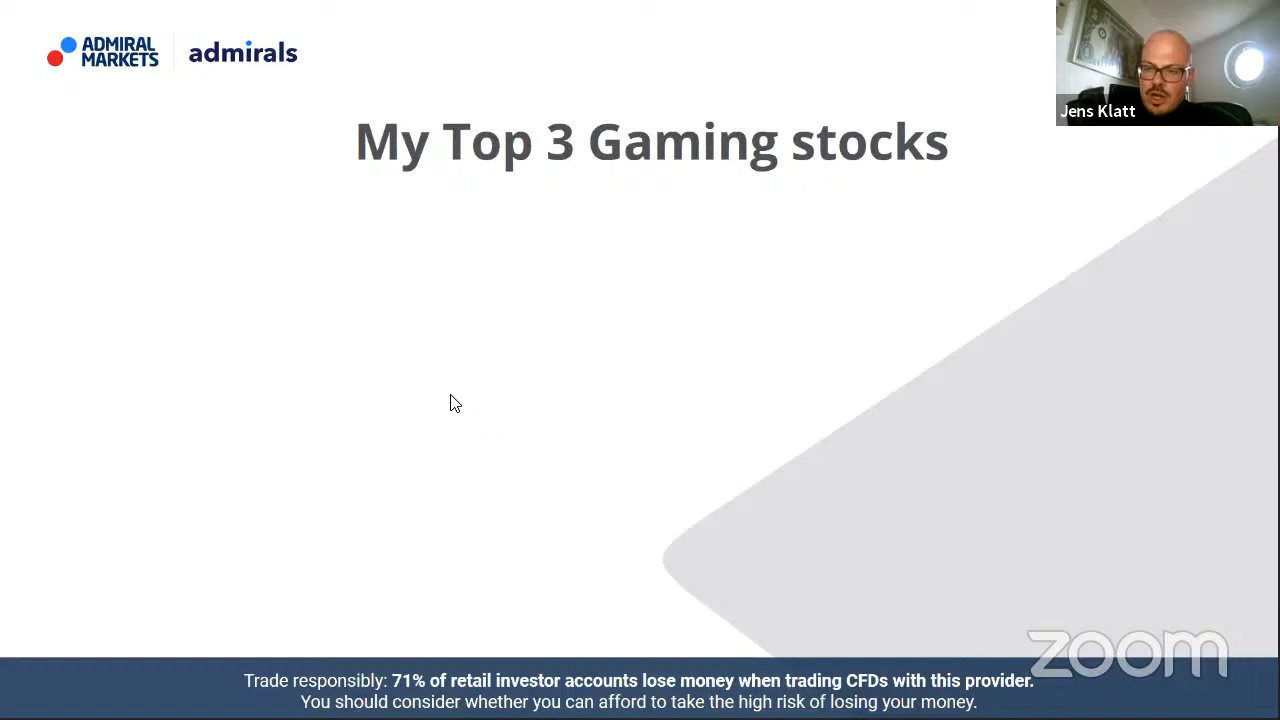 ADMIRAL
MARKETS
admirals
Jens Klatt
My Top 3 Gaming stocks
zoom
Trade responsibly: 71% of retail investor accounts lose money when trading CFDs with this provider.
You should consider whether you can afford to take the high risk of losing your money.